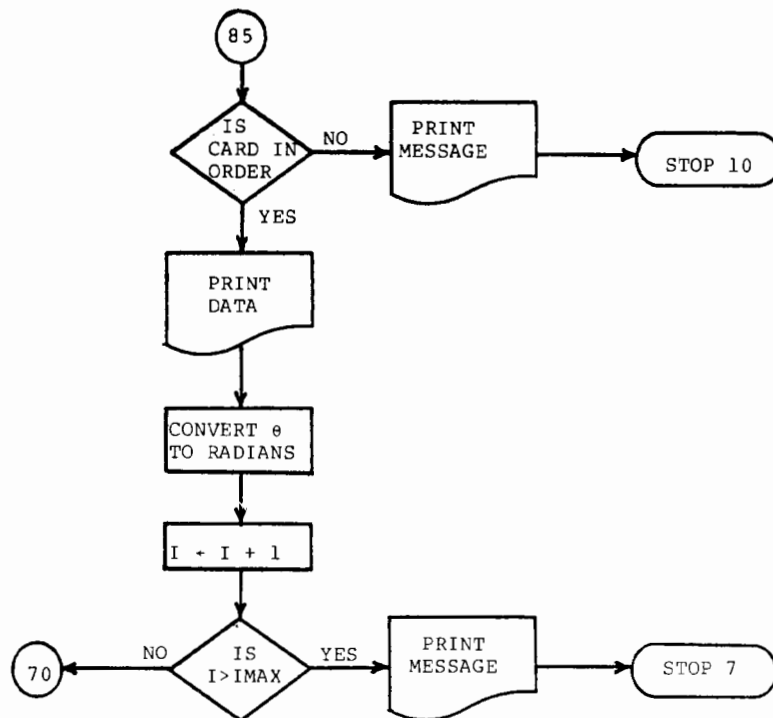 85
IS
CARD IN
ORDER
NO
PRINT
MESSAGE
STOP 10
YES
PRINT
DATA
CONVERT θ
TO RADIANS
I ← I + 1
IS
I>IMAX
NO
70
YES
PRINT
MESSAGE
STOP 7